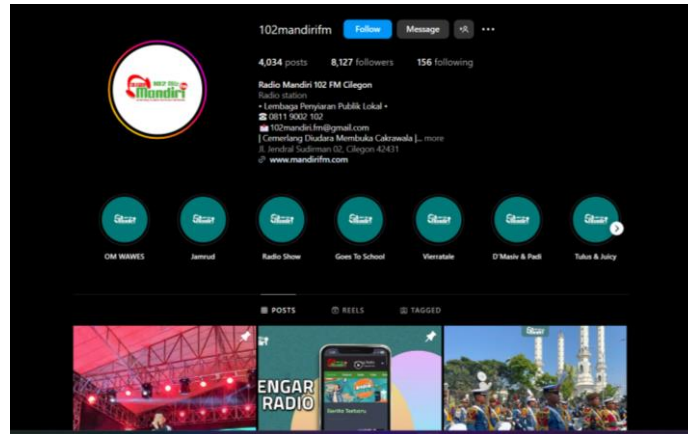 102mandirifm Follow Message
4,034 posts 8,127 followers 156 following
Radio Mandiri 102 FM Cilegon
Radio station
• Lembaga Penyiaran Publik Lokal •
0811 9002 102
102mandiri.fm@gmail.com
| Cemerlang Diudara Membuka Cakrawala |... more
Jl. Jendral Sudirman 02, Cilegon 42431
www.mandirifm.com
Mandiri
OM WAWES Jamrud Radio Show Goes To School Vierratale D'Masiv & Padi Tulus & Juicy
POSTS REELS TAGGED
ENGAR
RADIO
Berita Terbaru